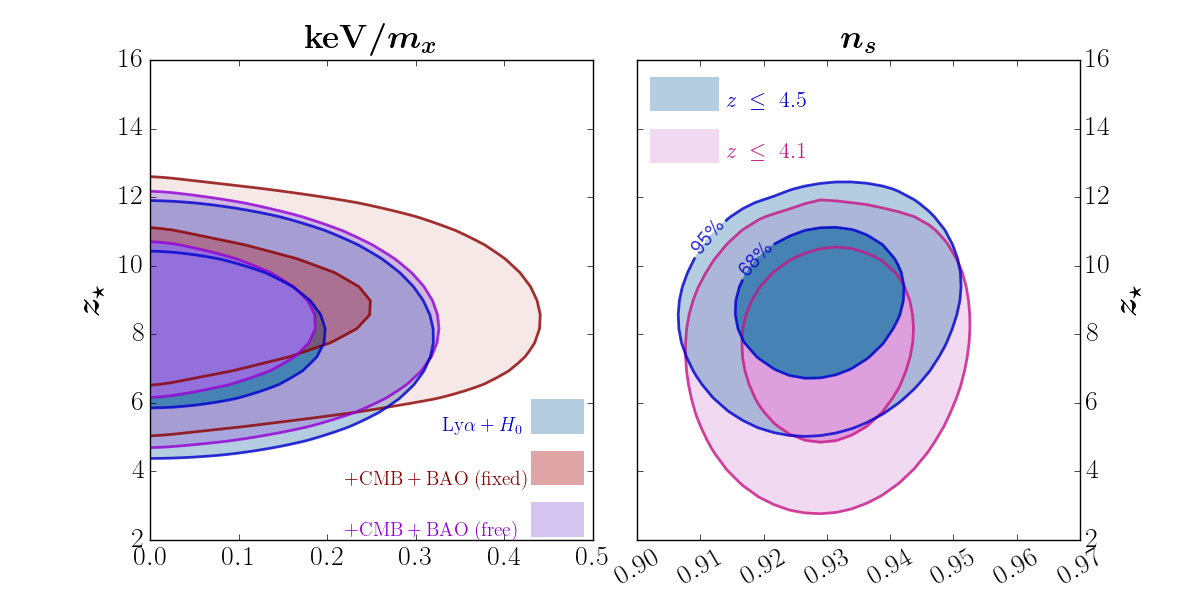 keV/m_x
n_s
16
14
12
10
8
6
4
2
z⋆
0.0 0.1 0.2 0.3 0.4 0.5
Lyα + H_0
+CMB + BAO (fixed)
+CMB + BAO (free)
z ≤ 4.5
z ≤ 4.1
95%
68%
16
14
12
10
8
6
4
2
z⋆
0.90 0.91 0.92 0.93 0.94 0.95 0.96 0.97